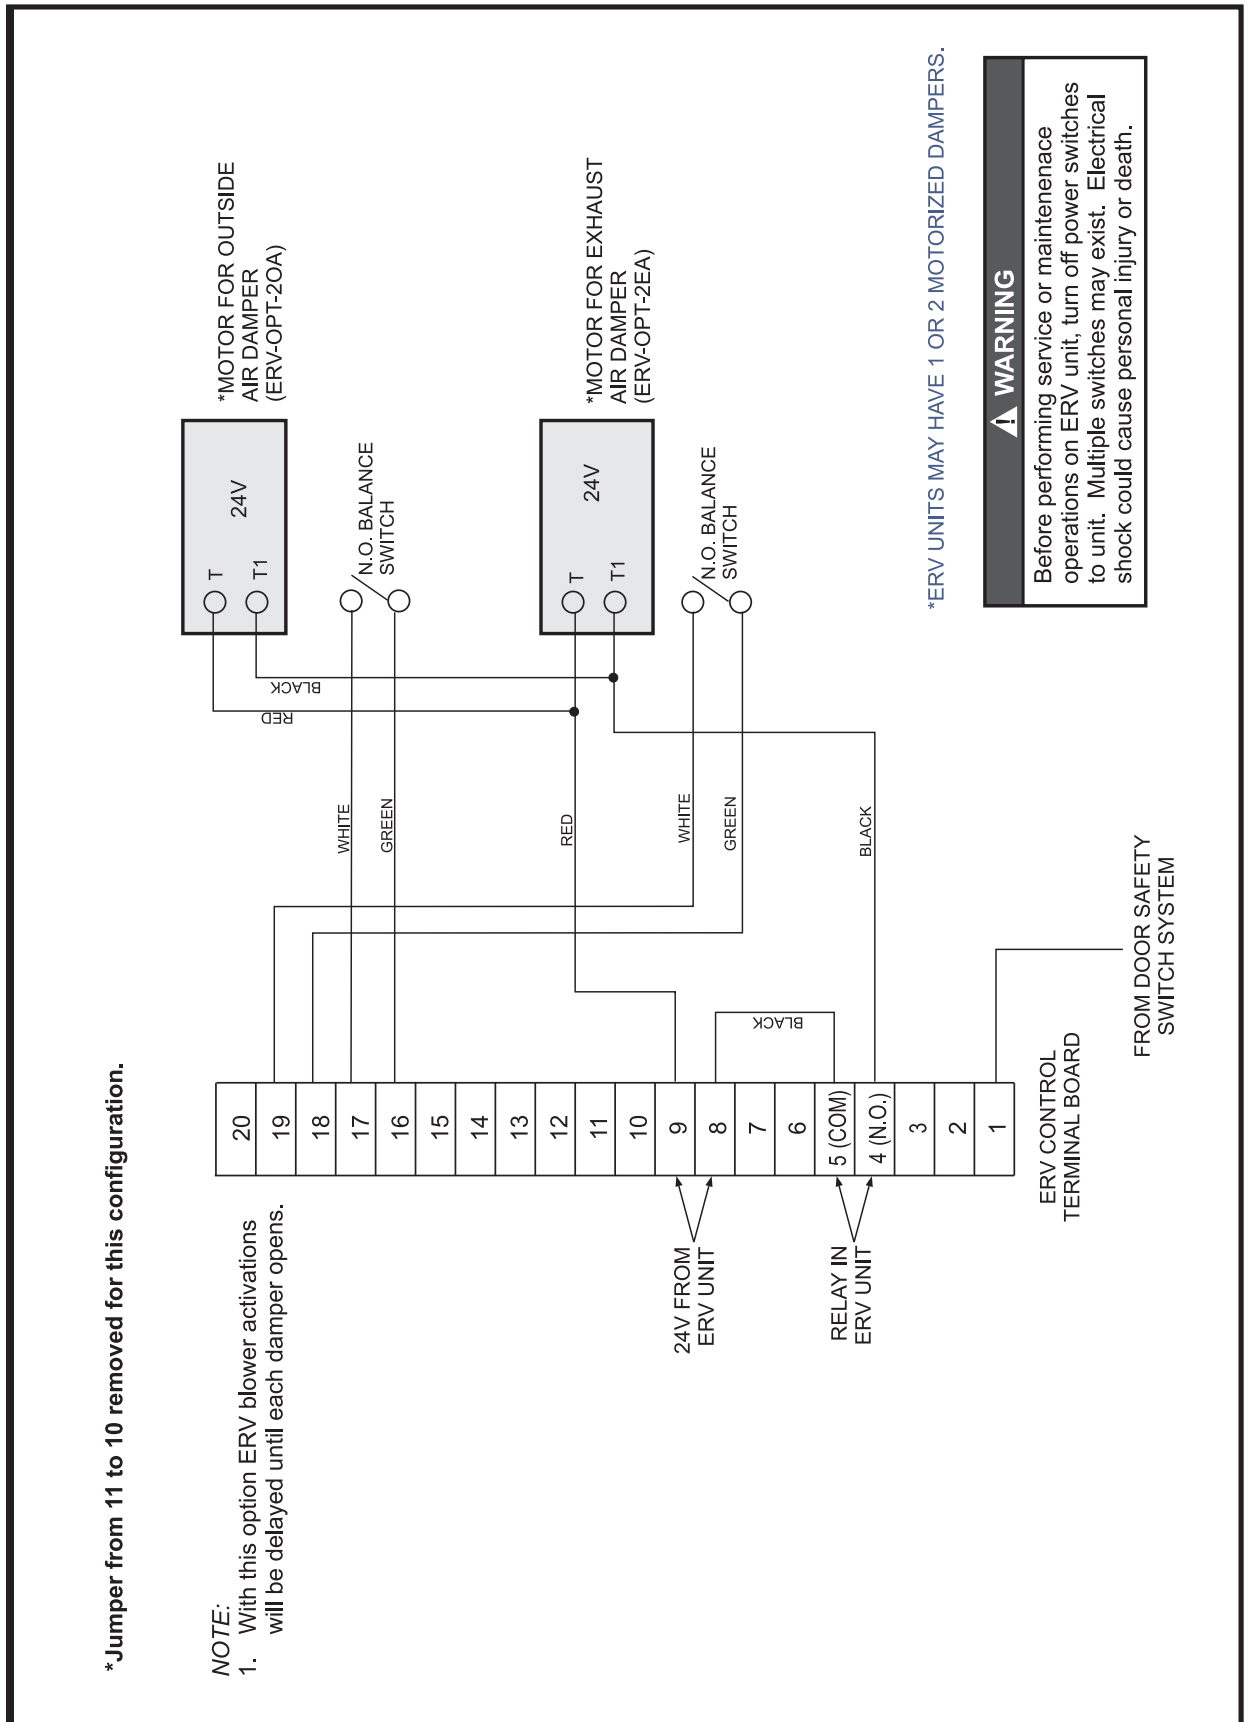 *Jumper from 11 to 10 removed for this configuration.
NOTE:
1. With this option ERV blower activations
will be delayed until each damper opens.
20
19
18
17
16
15
14
13
12
11
10
9
8
7
6
5 (COM)
4 (N.O.)
3
2
1
24V FROM
ERV UNIT
RELAY IN
ERV UNIT
ERV CONTROL
TERMINAL BOARD
FROM DOOR SAFETY
SWITCH SYSTEM
WHITE
GREEN
RED
WHITE
GREEN
BLACK
BLACK
RED
BLACK
T
T1
24V
*MOTOR FOR OUTSIDE
AIR DAMPER
(ERV-OPT-2OA)
N.O. BALANCE
SWITCH
T
T1
24V
*MOTOR FOR EXHAUST
AIR DAMPER
(ERV-OPT-2EA)
N.O. BALANCE
SWITCH
*ERV UNITS MAY HAVE 1 OR 2 MOTORIZED DAMPERS.
! WARNING
Before performing service or maintenenace
operations on ERV unit, turn off power switches
to unit. Multiple switches may exist. Electrical
shock could cause personal injury or death.